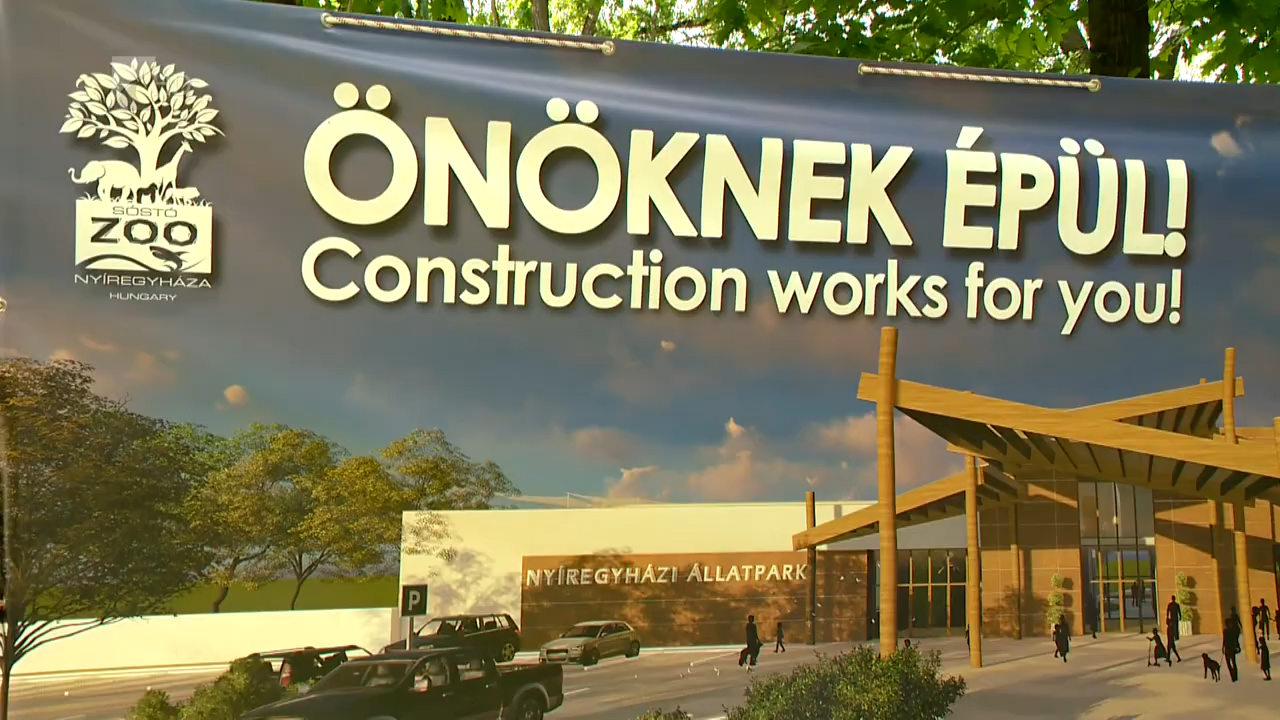 SÓSTÓ
ZOO
NYÍREGYHÁZA
HUNGARY
ÖNÖKNEK ÉPÜL!
Construction works for you!
NYÍREGYHÁZI ÁLLATPARK
P